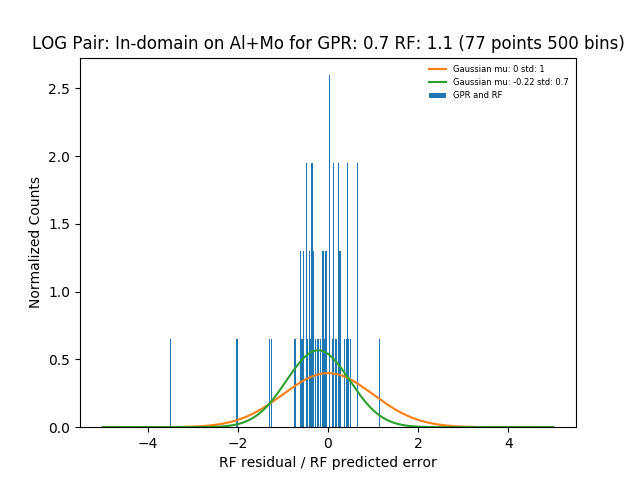 LOG Pair: In-domain on Al+Mo for GPR: 0.7 RF: 1.1 (77 points 500 bins)
Gaussian mu: 0 std: 1
Gaussian mu: -0.22 std: 0.7
GPR and RF
Normalized Counts
2.5
2.0
1.5
1.0
0.5
0.0
−4 −2 0 2 4
RF residual / RF predicted error